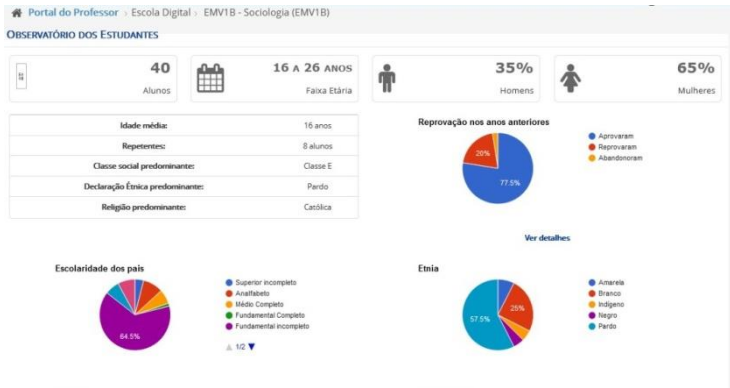 Portal do Professor › Escola Digital › EMV1B - Sociologia (EMV1B)
OBSERVATÓRIO DOS ESTUDANTES
40
Alunos
16 A 26 ANOS
Faixa Etária
35%
Homens
65%
Mulheres
Idade média: 16 anos
Repetentes: 8 alunos
Classe social predominante: Classe E
Declaração Étnica predominante: Pardo
Religião predominante: Católica
Reprovação nos anos anteriores
20%
77.5%
Aprovaram
Reprovaram
Abandonoram
Ver detalhes
Escolaridade dos pais
64.5%
Superior incompleto
Analfabeto
Médio Completo
Fundamental Completo
Fundamental incompleto
▲ 1/2 ▼
Etnia
25%
57.5%
Amarela
Branco
Indígeno
Negro
Pardo